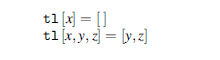 tl [x] = [ ]
tl [x,y,z] = [y,z]